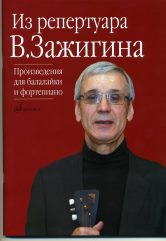 Из репертуара
В.Зажигина
Произведения
для балалайки
и фортепиано